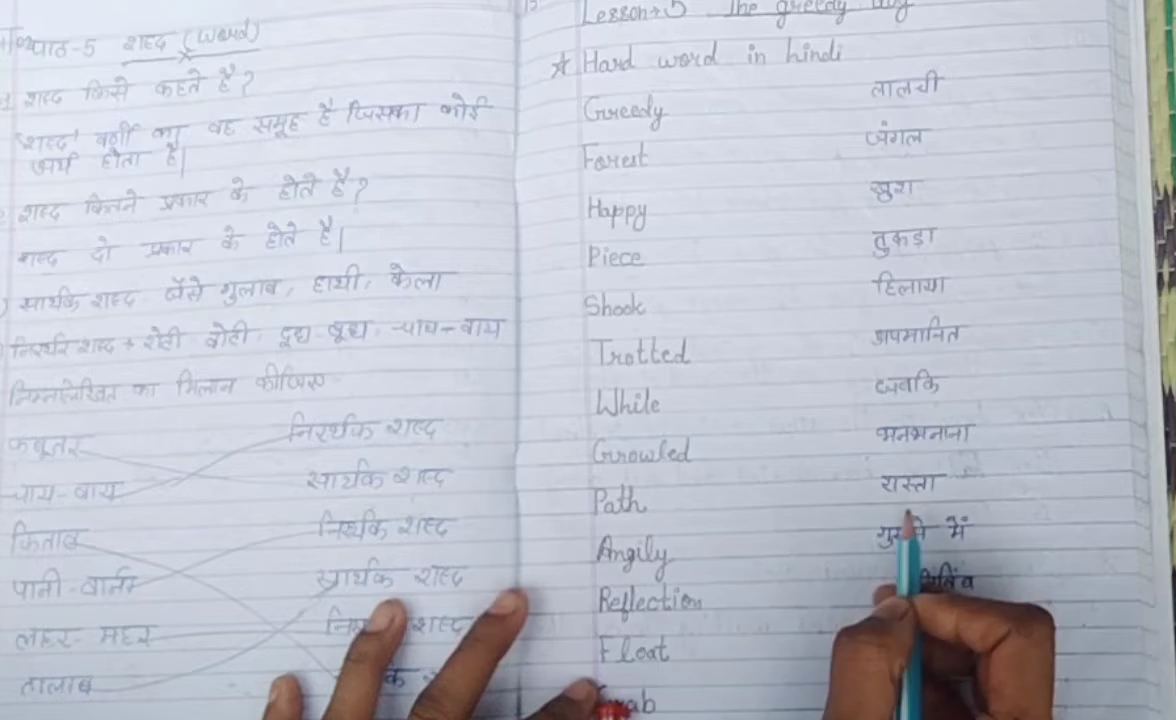 पाठ-5 शब्द (Word)
शब्द किसे कहते है?
'शब्द' वर्णो का वह समूह है जिसका कोई
अर्थ होता है।
शब्द कितने प्रकार के होते है?
शब्द दो प्रकार के होते है।
सार्थक शब्द जैसे गुलाब, हाथी, केला
निरर्थक शब्द → रोटी वोटी, दूध-वूध, चाय-वाय
निम्नलिखित का मिलान कीजिए
कबूतर निरर्थक शब्द
चाय-वाय सार्थक शब्द
किताब निरर्थक शब्द
पानी-वानी सार्थक शब्द
लहर-महर शब्द
तालाब
Lesson→5 The greedy
☆ Hard word in hindi
Greedy लालची
Forest जंगल
Happy खुश
Piece टुकड़ा
Shook हिलाया
Trotted अपमानित
While जबकि
Growled भनभनाना
Path रास्ता
Angily गुस्से में
Reflection
Float